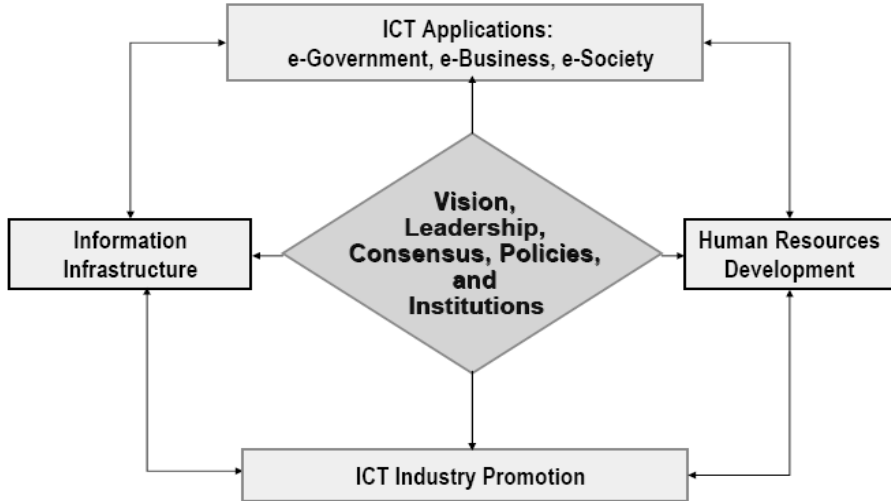 ICT Applications:
e-Government, e-Business, e-Society
Vision,
Leadership,
Consensus, Policies,
and
Institutions
Information
Infrastructure
Human Resources
Development
ICT Industry Promotion